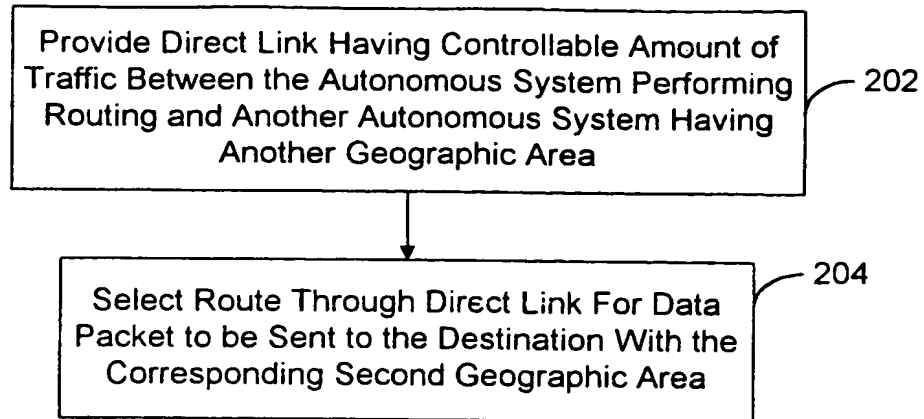 Provide Direct Link Having Controllable Amount of
Traffic Between the Autonomous System Performing
Routing and Another Autonomous System Having
Another Geographic Area
202
204
Select Route Through Direct Link For Data
Packet to be Sent to the Destination With the
Corresponding Second Geographic Area